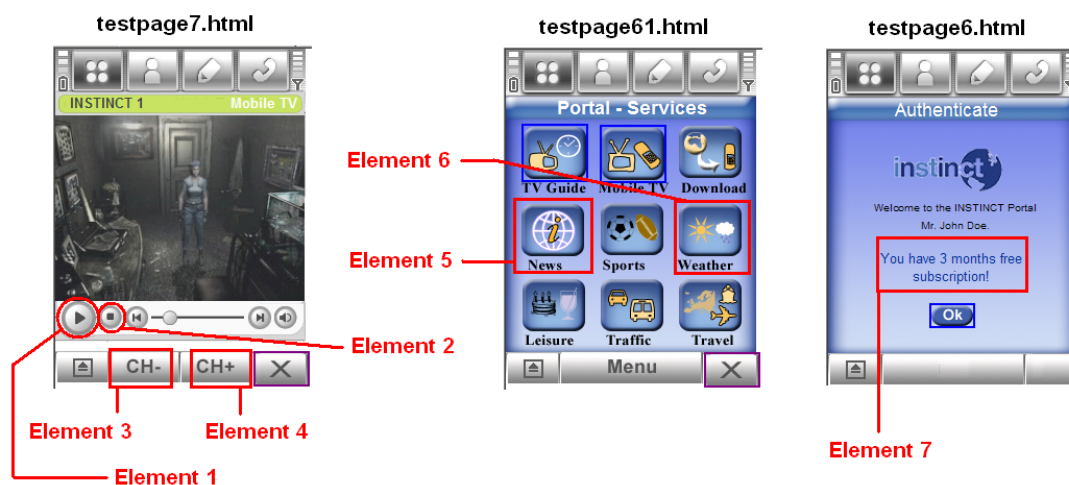 testpage7.html
INSTINCT 1 Mobile TV
CH- CH+
Element 2
Element 3
Element 4
Element 1
testpage61.html
Portal - Services
TV Guide Mobile TV Download
Element 6
News Sports Weather
Element 5
Leisure Traffic Travel
Menu
testpage6.html
Authenticate
instinct
Welcome to the INSTINCT Portal
Mr. John Doe.
You have 3 months free
subscription!
Ok
Element 7